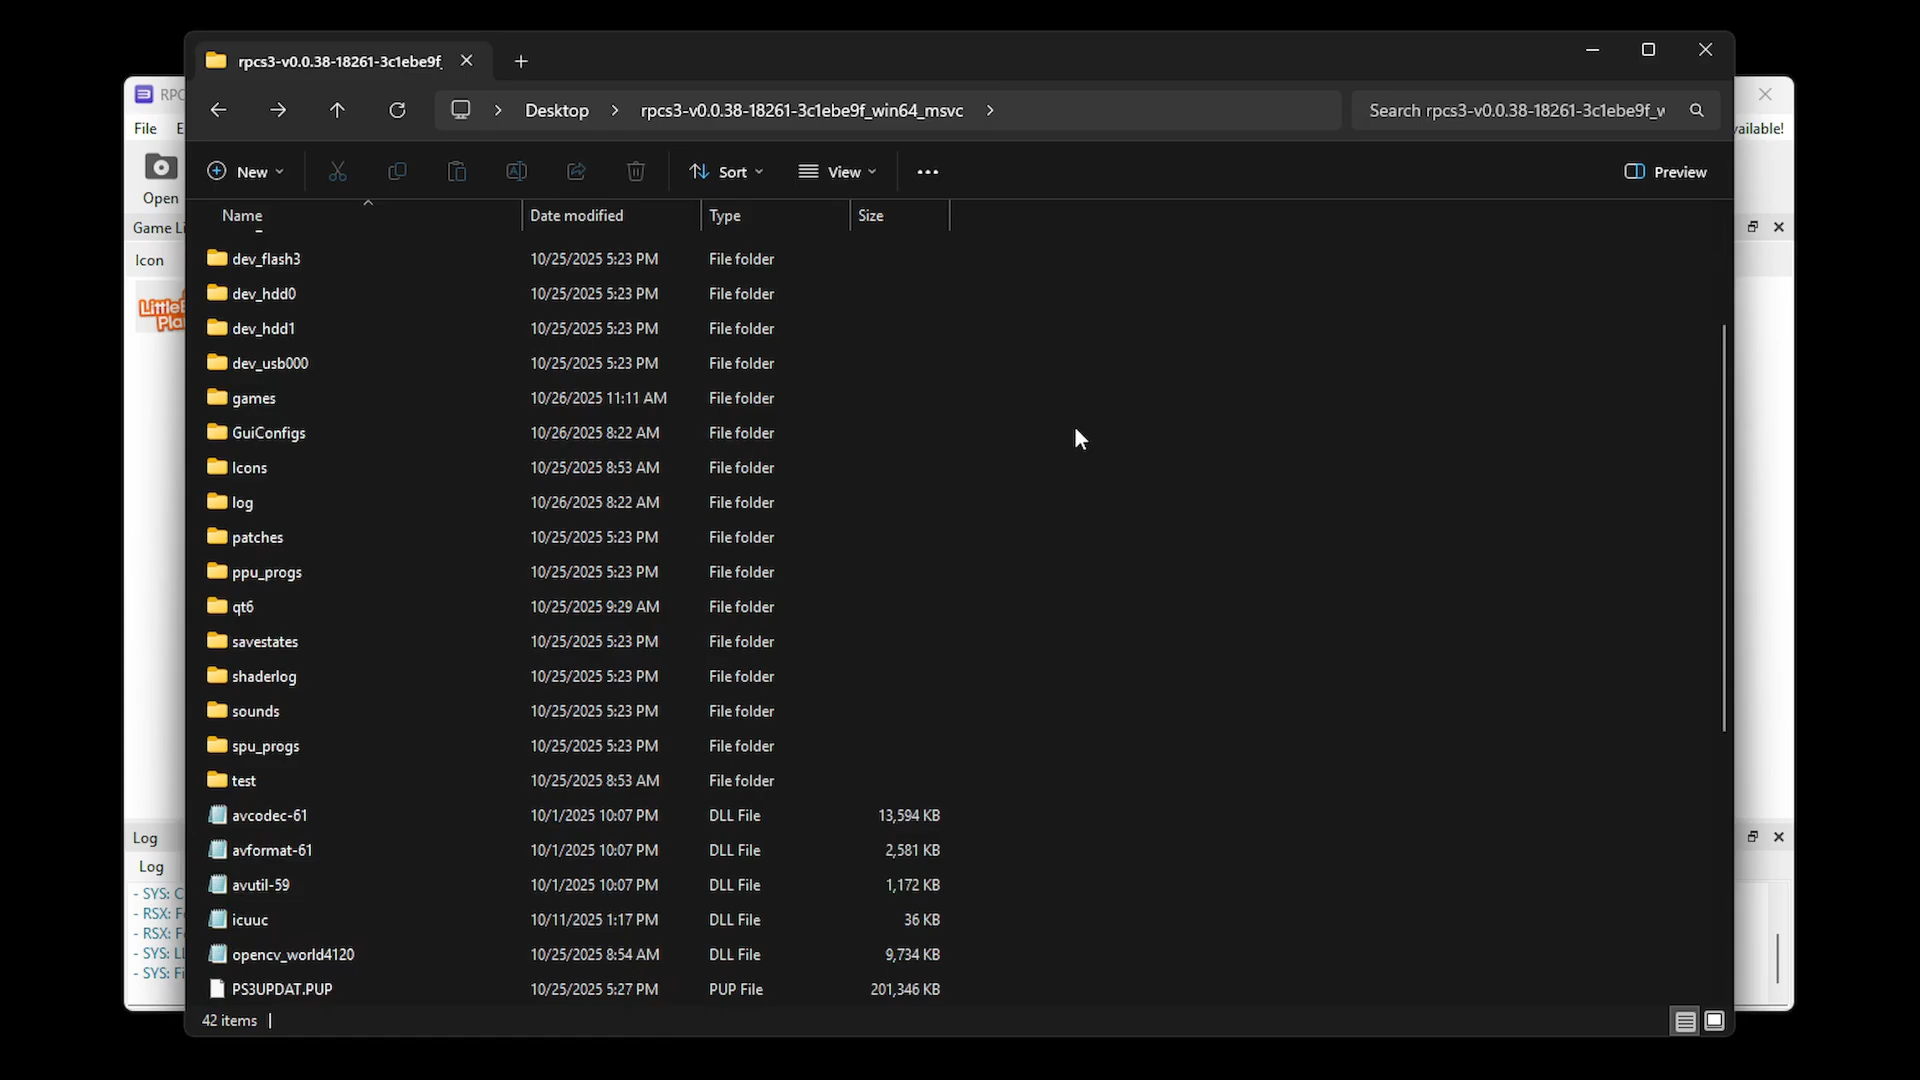 rpcs3-v0.0.38-18261-3c1ebe9f_
RPC
File E
vailable!
Desktop rpcs3-v0.0.38-18261-3c1ebe9f_win64_msvc
Search rpcs3-v0.0.38-18261-3c1ebe9f_w
Open
New Sort View ••• Preview
Game Li
Icon
Name Date modified Type Size
dev_flash3 10/25/2025 5:23 PM File folder
dev_hdd0 10/25/2025 5:23 PM File folder
dev_hdd1 10/25/2025 5:23 PM File folder
dev_usb000 10/25/2025 5:23 PM File folder
games 10/26/2025 11:11 AM File folder
GuiConfigs 10/26/2025 8:22 AM File folder
Icons 10/25/2025 8:53 AM File folder
log 10/26/2025 8:22 AM File folder
patches 10/25/2025 5:23 PM File folder
ppu_progs 10/25/2025 5:23 PM File folder
qt6 10/25/2025 9:29 AM File folder
savestates 10/25/2025 5:23 PM File folder
shaderlog 10/25/2025 5:23 PM File folder
sounds 10/25/2025 5:23 PM File folder
spu_progs 10/25/2025 5:23 PM File folder
test 10/25/2025 8:53 AM File folder
avcodec-61 10/1/2025 10:07 PM DLL File 13,594 KB
avformat-61 10/1/2025 10:07 PM DLL File 2,581 KB
avutil-59 10/1/2025 10:07 PM DLL File 1,172 KB
icuuc 10/11/2025 1:17 PM DLL File 36 KB
opencv_world4120 10/25/2025 8:54 AM DLL File 9,734 KB
PS3UPDAT.PUP 10/25/2025 5:27 PM PUP File 201,346 KB
42 items
LittleB
Pla
Log
Log
- SYS: C
- RSX: F
- RSX: F
- SYS: LL
- SYS: Fi